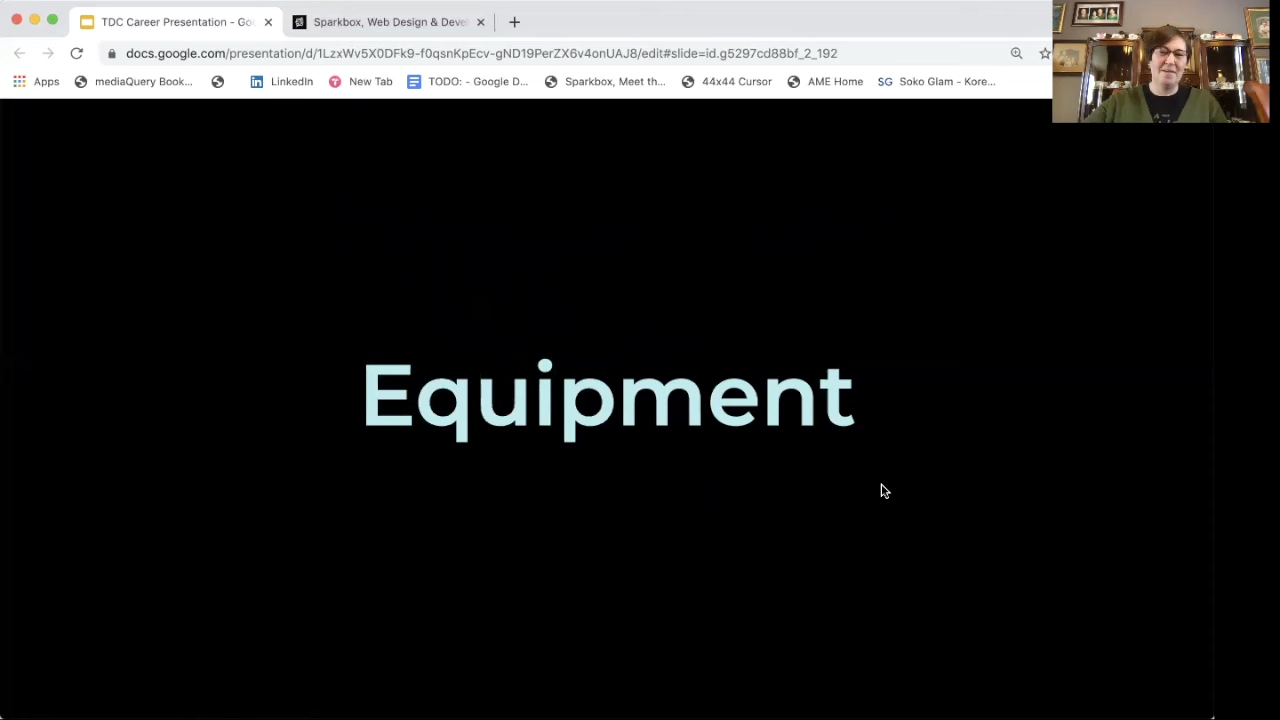 TDC Career Presentation - Go
Sparkbox, Web Design & Deve
docs.google.com/presentation/d/1LzxWv5X0DFk9-f0qsnKpEcv-gND19PerZX6v4onUAJ8/edit#slide=id.g5297cd88bf_2_192
Apps mediaQuery Book... LinkedIn New Tab TODO: - Google D... Sparkbox, Meet th... 44x44 Cursor AME Home SG Soko Glam - Kore...
Equipment